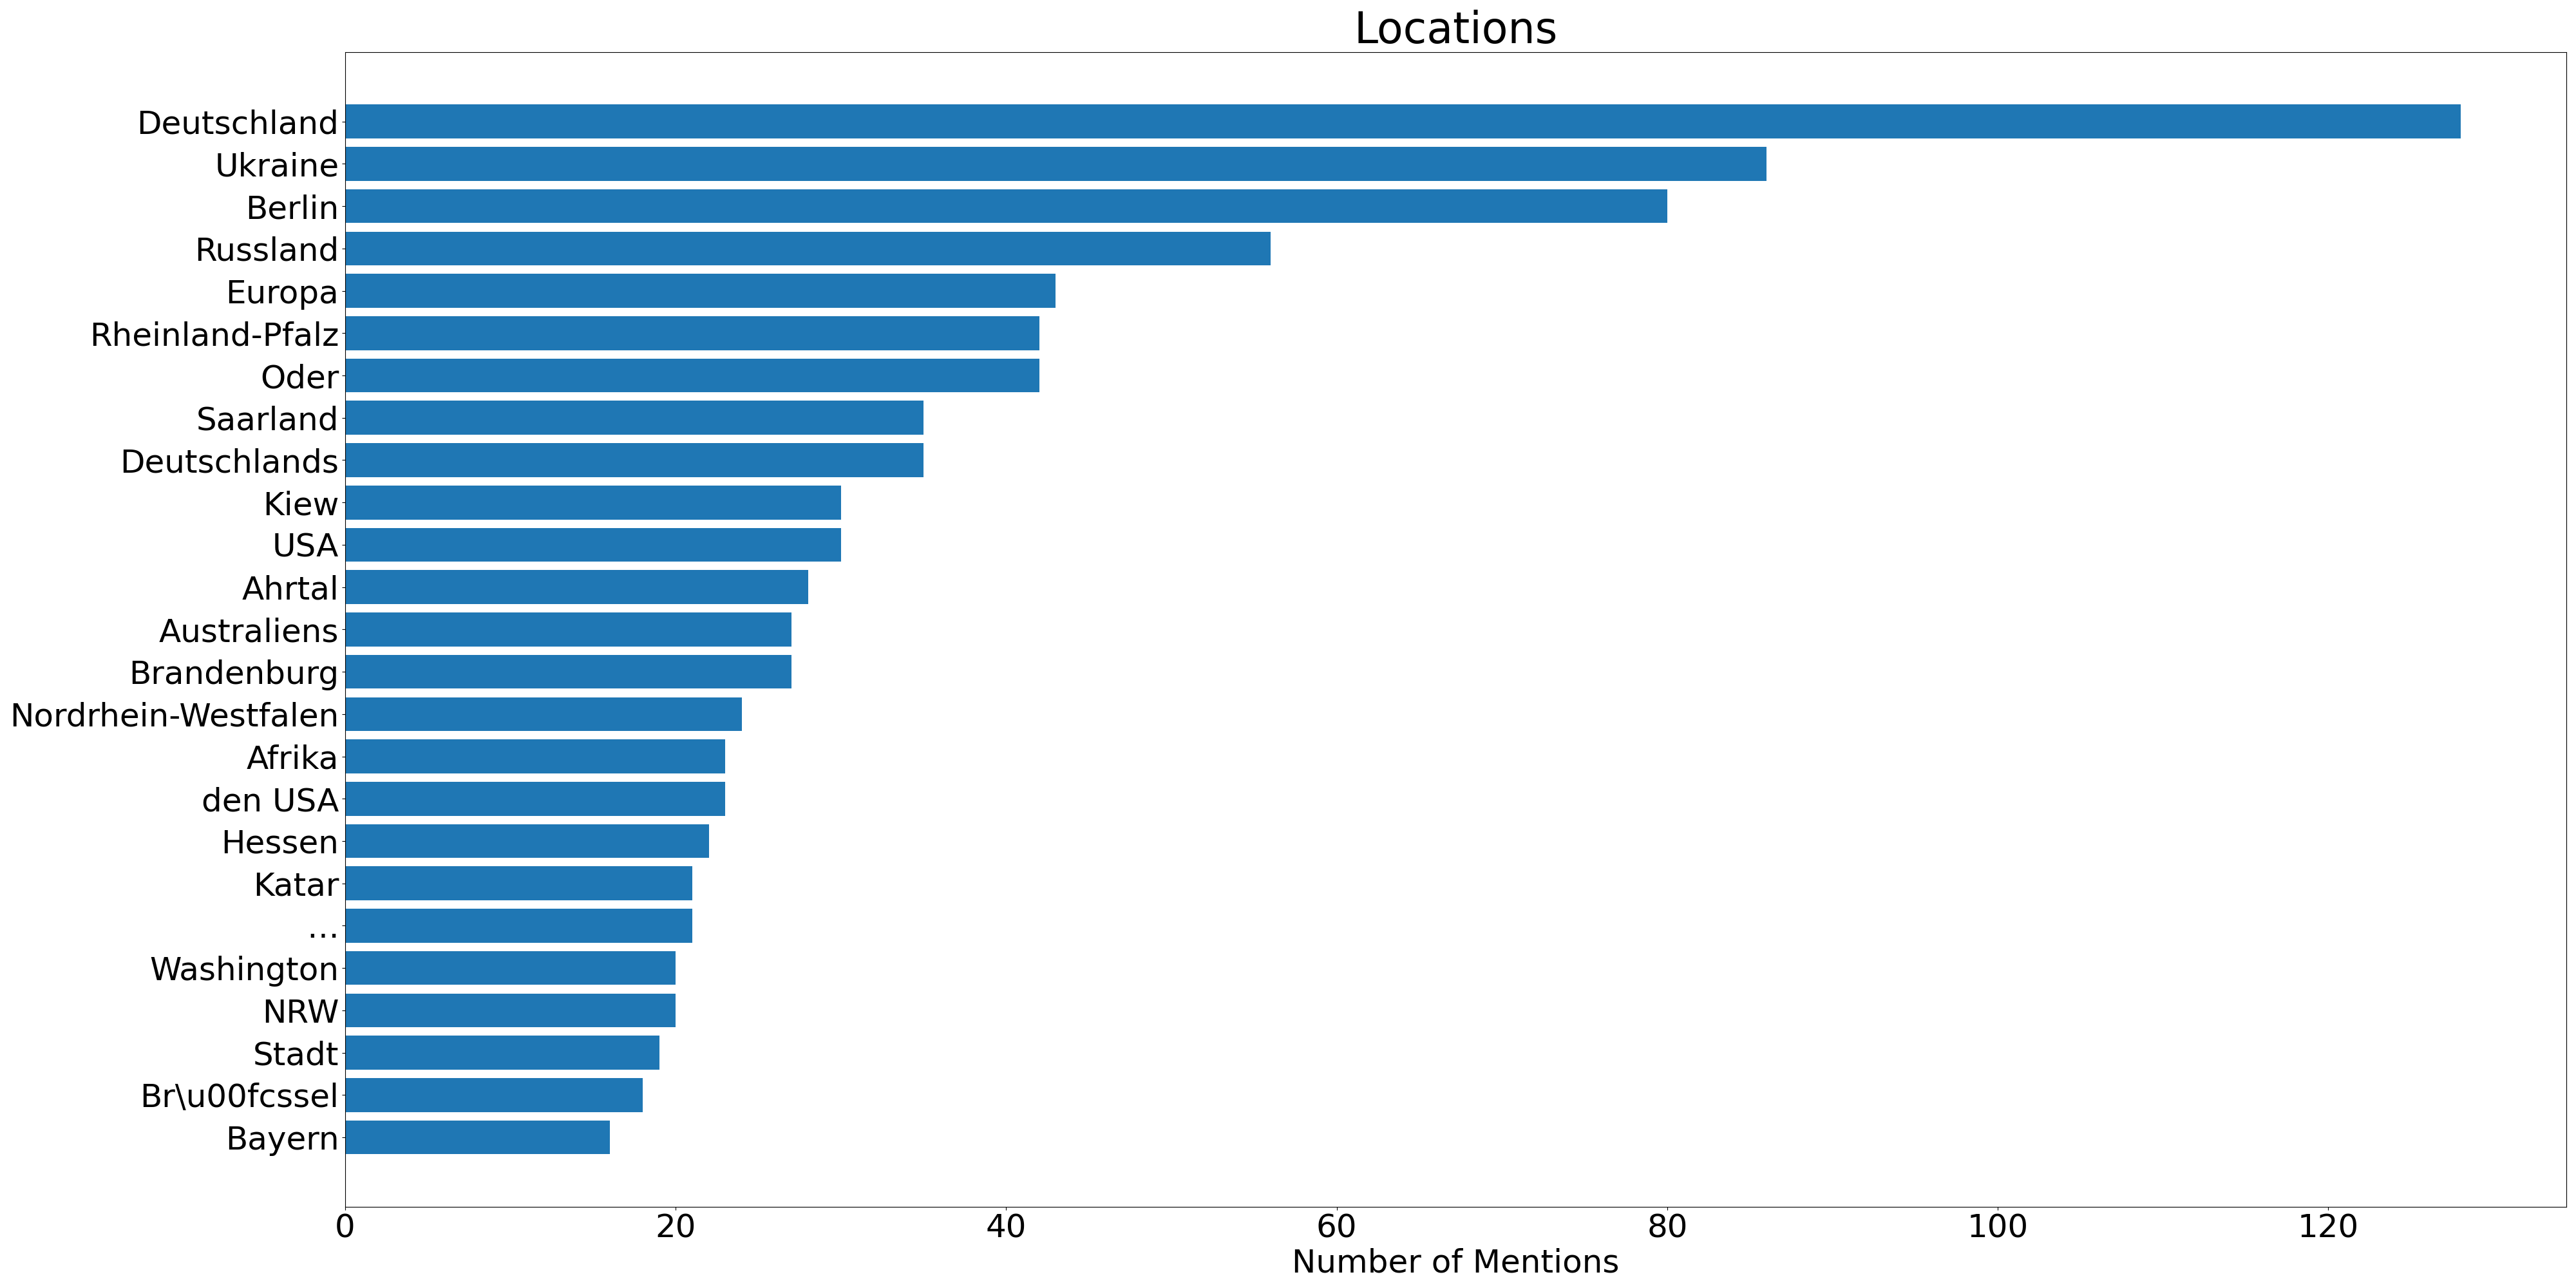 Locations
Deutschland
Ukraine
Berlin
Russland
Europa
Rheinland-Pfalz
Oder
Saarland
Deutschlands
Kiew
USA
Ahrtal
Australiens
Brandenburg
Nordrhein-Westfalen
Afrika
den USA
Hessen
Katar
...
Washington
NRW
Stadt
Br\u00fcssel
Bayern
0 20 40 60 80 100 120
Number of Mentions